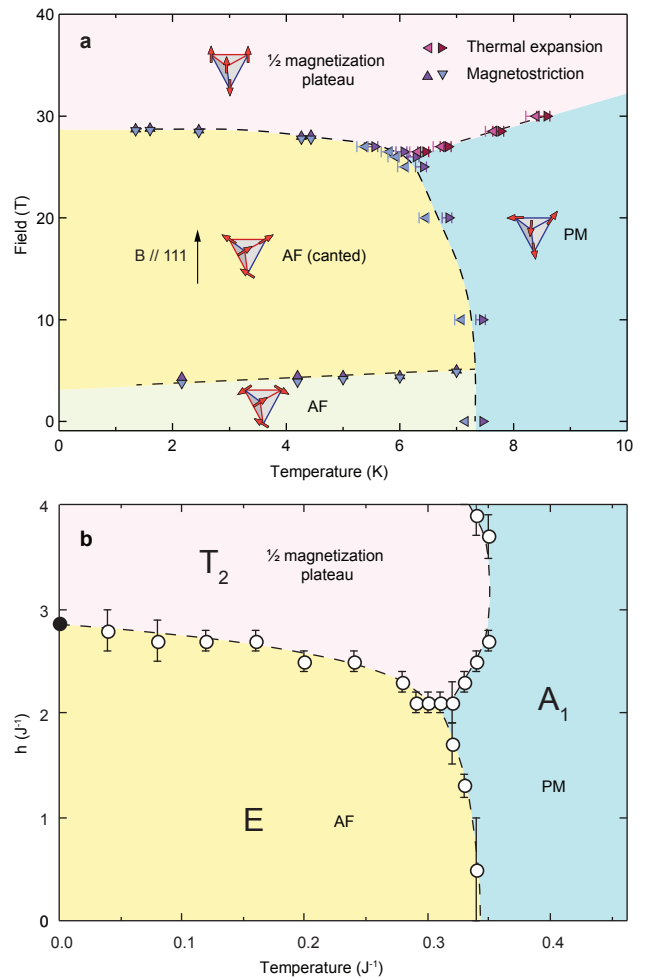 a
½ magnetization
plateau
Thermal expansion
Magnetostriction
40
30
20
10
0
Field (T)
B // 111
AF (canted)
PM
AF
0
2
4
6
8
10
Temperature (K)
b
T2
½ magnetization
plateau
4
3
2
1
0
h (J-1)
A1
PM
E
AF
0.0
0.1
0.2
0.3
0.4
Temperature (J-1)